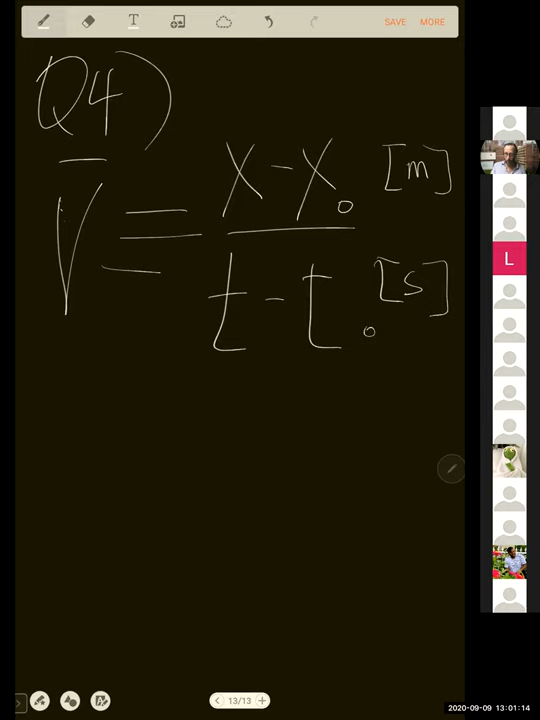 SAVE MORE
Q4)
V̅ = X - X₀ [m]
t - t₀ [s]
L
13/13
2020-09-09 13:01:14